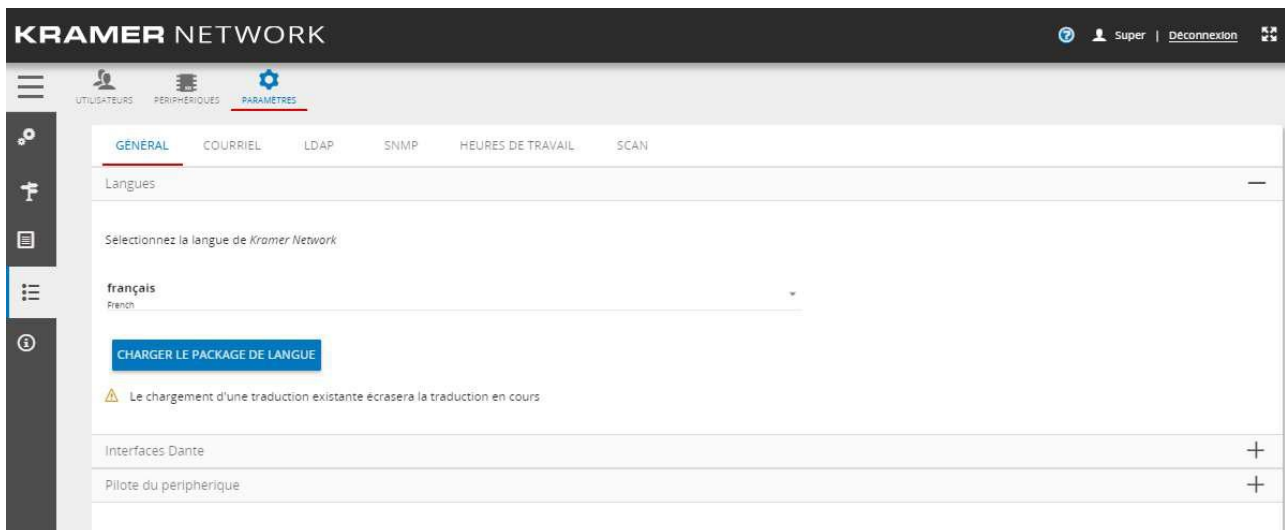 KRAMER NETWORK
Super | Déconnexion
UTILISATEURS PÉRIPHÉRIQUES PARAMÈTRES
GÉNÉRAL COURRIEL LDAP SNMP HEURES DE TRAVAIL SCAN
Langues
Sélectionnez la langue de Kramer Network
français
French
CHARGER LE PACKAGE DE LANGUE
Le chargement d'une traduction existante écrasera la traduction en cours
Interfaces Dante
Pilote du peripherique